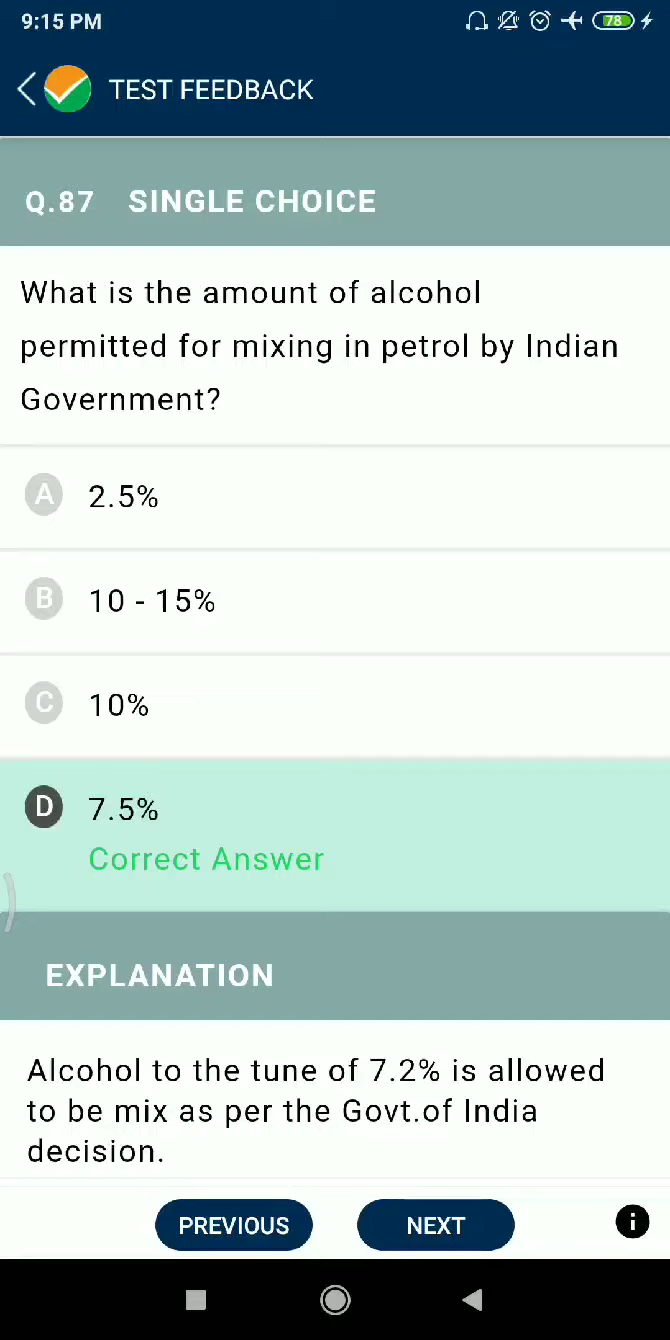 9:15 PM
78
TEST FEEDBACK
Q.87 SINGLE CHOICE
What is the amount of alcohol
permitted for mixing in petrol by Indian
Government?
A 2.5%
B 10 - 15%
C 10%
D 7.5%
Correct Answer
EXPLANATION
Alcohol to the tune of 7.2% is allowed
to be mix as per the Govt.of India
decision.
PREVIOUS NEXT